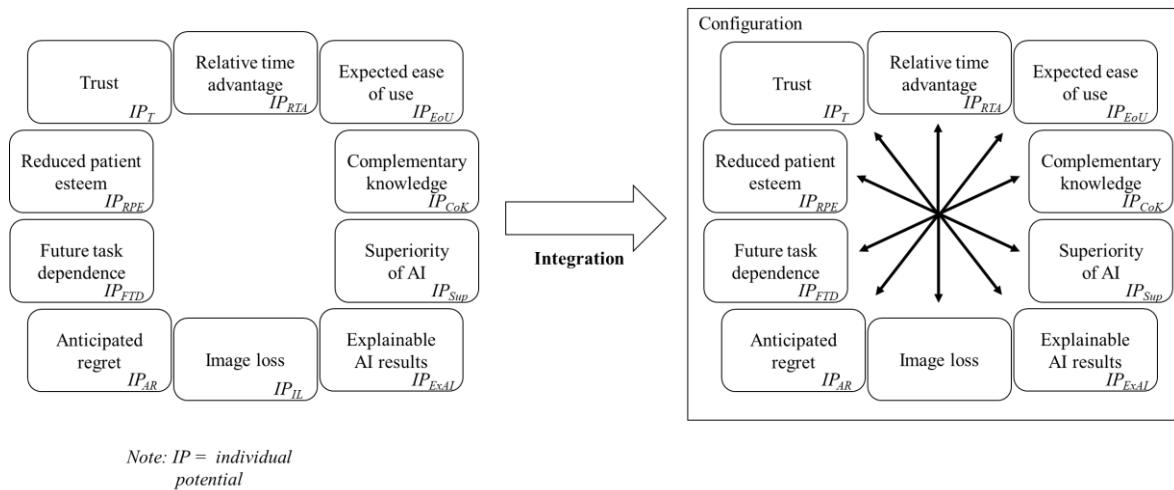 Trust
IP_T
Relative time
advantage
IP_RTA
Expected ease
of use
IP_EoU
Reduced patient
esteem
IP_RPE
Complementary
knowledge
IP_CoK
Future task
dependence
IP_FTD
Superiority
of AI
IP_Sup
Anticipated
regret
IP_AR
Image loss
IP_IL
Explainable
AI results
IP_ExAI
Note: IP = individual
potential
Integration
Configuration
Trust
IP_T
Relative time
advantage
IP_RTA
Expected ease
of use
IP_EoU
Reduced patient
esteem
IP_RPE
Complementary
knowledge
IP_CoK
Future task
dependence
IP_FTD
Superiority
of AI
IP_Sup
Anticipated
regret
IP_AR
Image loss
Explainable
AI results
IP_ExAI